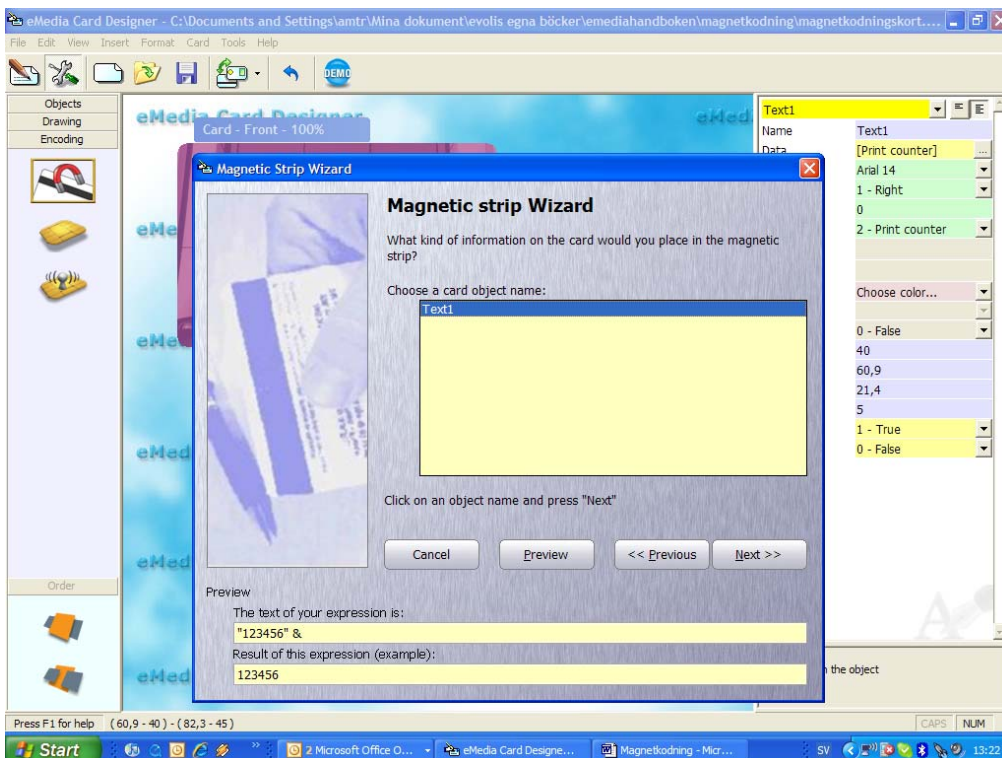 eMedia Card Designer - C:\Documents and Settings\amtr\Mina dokument\evolis egna böcker\emediahandboken\magnetkodning\magnetkodningskort....
File Edit View Insert Format Card Tools Help
DEMO
Objects
Drawing
Encoding
Order
eMedia Card Designer
eMed
Card - Front - 100%
eMe
eMe
eMed
eMed
eMed
Magnetic Strip Wizard
Magnetic strip Wizard
What kind of information on the card would you place in the magnetic
strip?
Choose a card object name:
Text1
Click on an object name and press "Next"
Cancel Preview << Previous Next >>
Preview
The text of your expression is:
"123456" &
Result of this expression (example):
123456
Text1
Name Text1
Data [Print counter] ...
Arial 14
1 - Right
0
2 - Print counter
Choose color...
0 - False
40
60,9
21,4
5
1 - True
0 - False
the object
Press F1 for help (60,9 - 40) - (82,3 - 45) CAPS NUM
Start 2 Microsoft Office O... eMedia Card Designe... Magnetkodning - Micr... SV 13:22